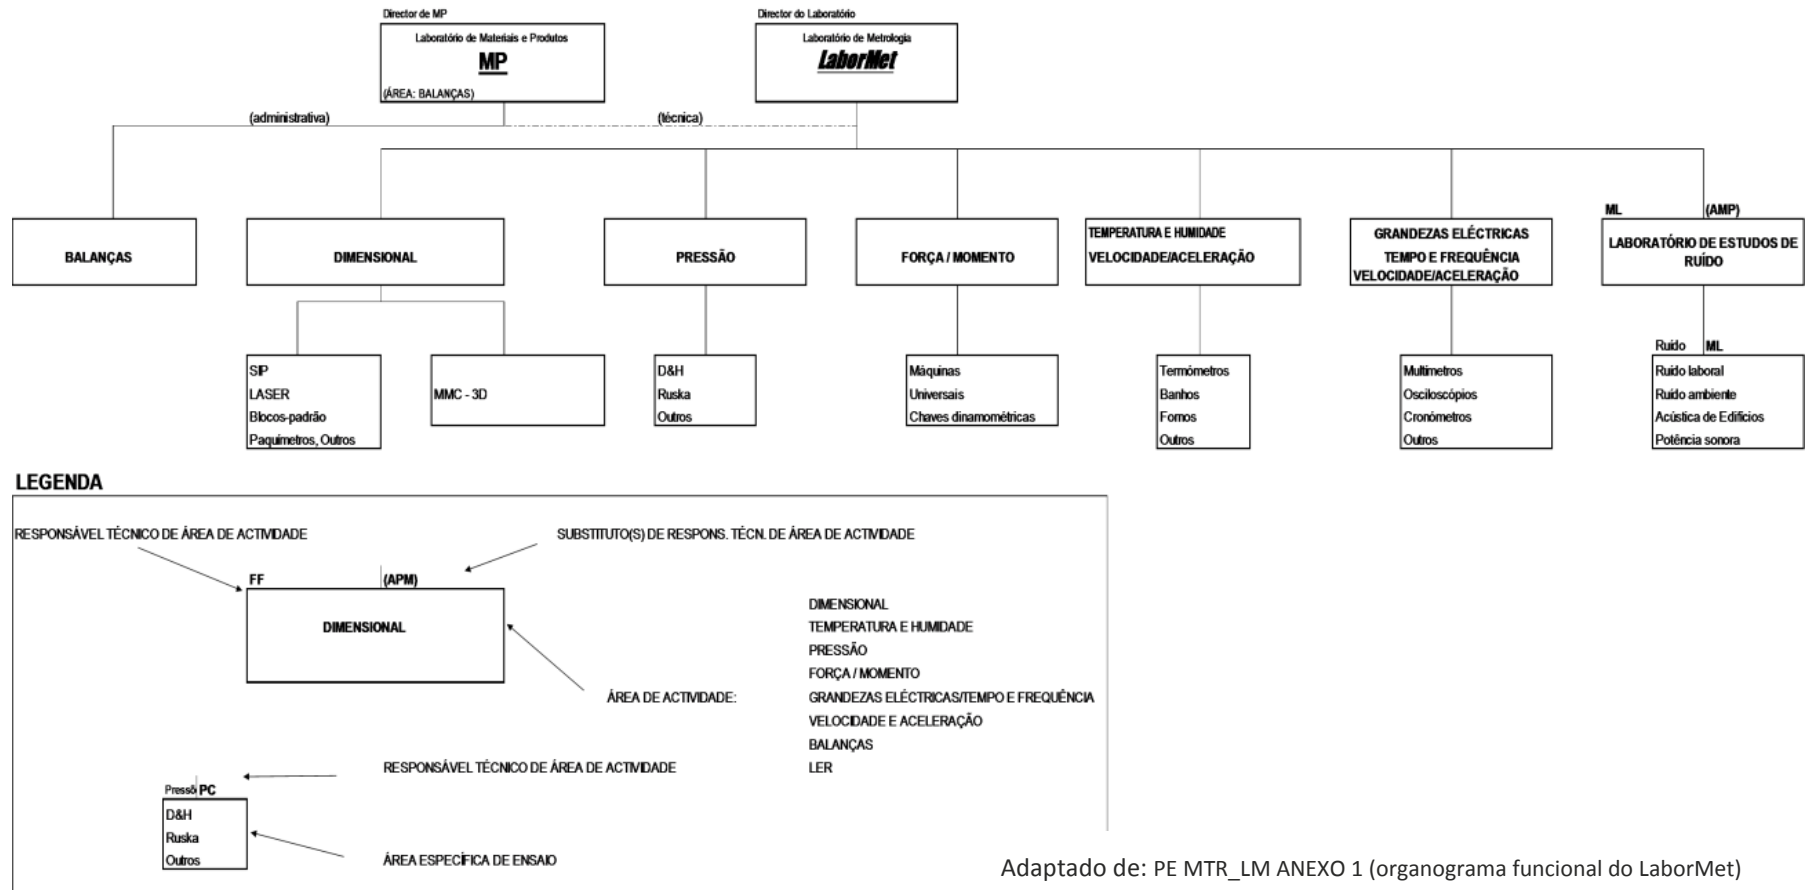 Director de MP
Director do Laboratório
Laboratório de Materiais e Produtos
MP
(ÁREA: BALANÇAS)
Laboratório de Metrologia
LaborMet
(administrativa)
(técnica)
BALANÇAS
DIMENSIONAL
PRESSÃO
FORÇA / MOMENTO
TEMPERATURA E HUMIDADE
VELOCIDADE/ACELERAÇÃO
GRANDEZAS ELÉCTRICAS
TEMPO E FREQUÊNCIA
VELOCIDADE/ACELERAÇÃO
ML (AMP)
LABORATÓRIO DE ESTUDOS DE
RUÍDO
SIP
LASER
Blocos-padrão
Paquímetros, Outros
MMC - 3D
D&H
Ruska
Outros
Máquinas
Universais
Chaves dinamométricas
Termómetros
Banhos
Fornos
Outros
Multímetros
Osciloscópios
Cronómetros
Outros
Ruído ML
Ruído laboral
Ruído ambiente
Acústica de Edifícios
Potência sonora
LEGENDA
RESPONSÁVEL TÉCNICO DE ÁREA DE ACTIVIDADE
SUBSTITUTO(S) DE RESPONS. TÉCN. DE ÁREA DE ACTIVIDADE
FF (APM)
DIMENSIONAL
ÁREA DE ACTIVIDADE:
DIMENSIONAL
TEMPERATURA E HUMIDADE
PRESSÃO
FORÇA / MOMENTO
GRANDEZAS ELÉCTRICAS/TEMPO E FREQUÊNCIA
VELOCIDADE E ACELERAÇÃO
BALANÇAS
LER
RESPONSÁVEL TÉCNICO DE ÁREA DE ACTIVIDADE
Pressã PC
D&H
Ruska
Outros
ÁREA ESPECÍFICA DE ENSAIO
Adaptado de: PE MTR_LM ANEXO 1 (organograma funcional do LaborMet)